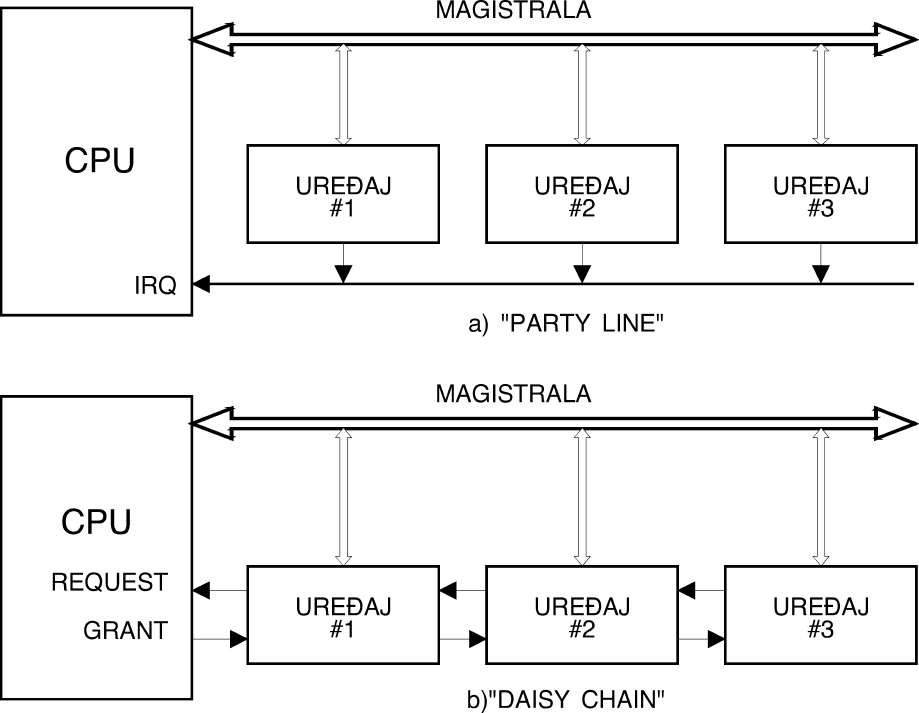 MAGISTRALA
CPU
UREĐAJ
#1
UREĐAJ
#2
UREĐAJ
#3
IRQ
a) "PARTY LINE"
MAGISTRALA
CPU
REQUEST
GRANT
UREĐAJ
#1
UREĐAJ
#2
UREĐAJ
#3
b)"DAISY CHAIN"